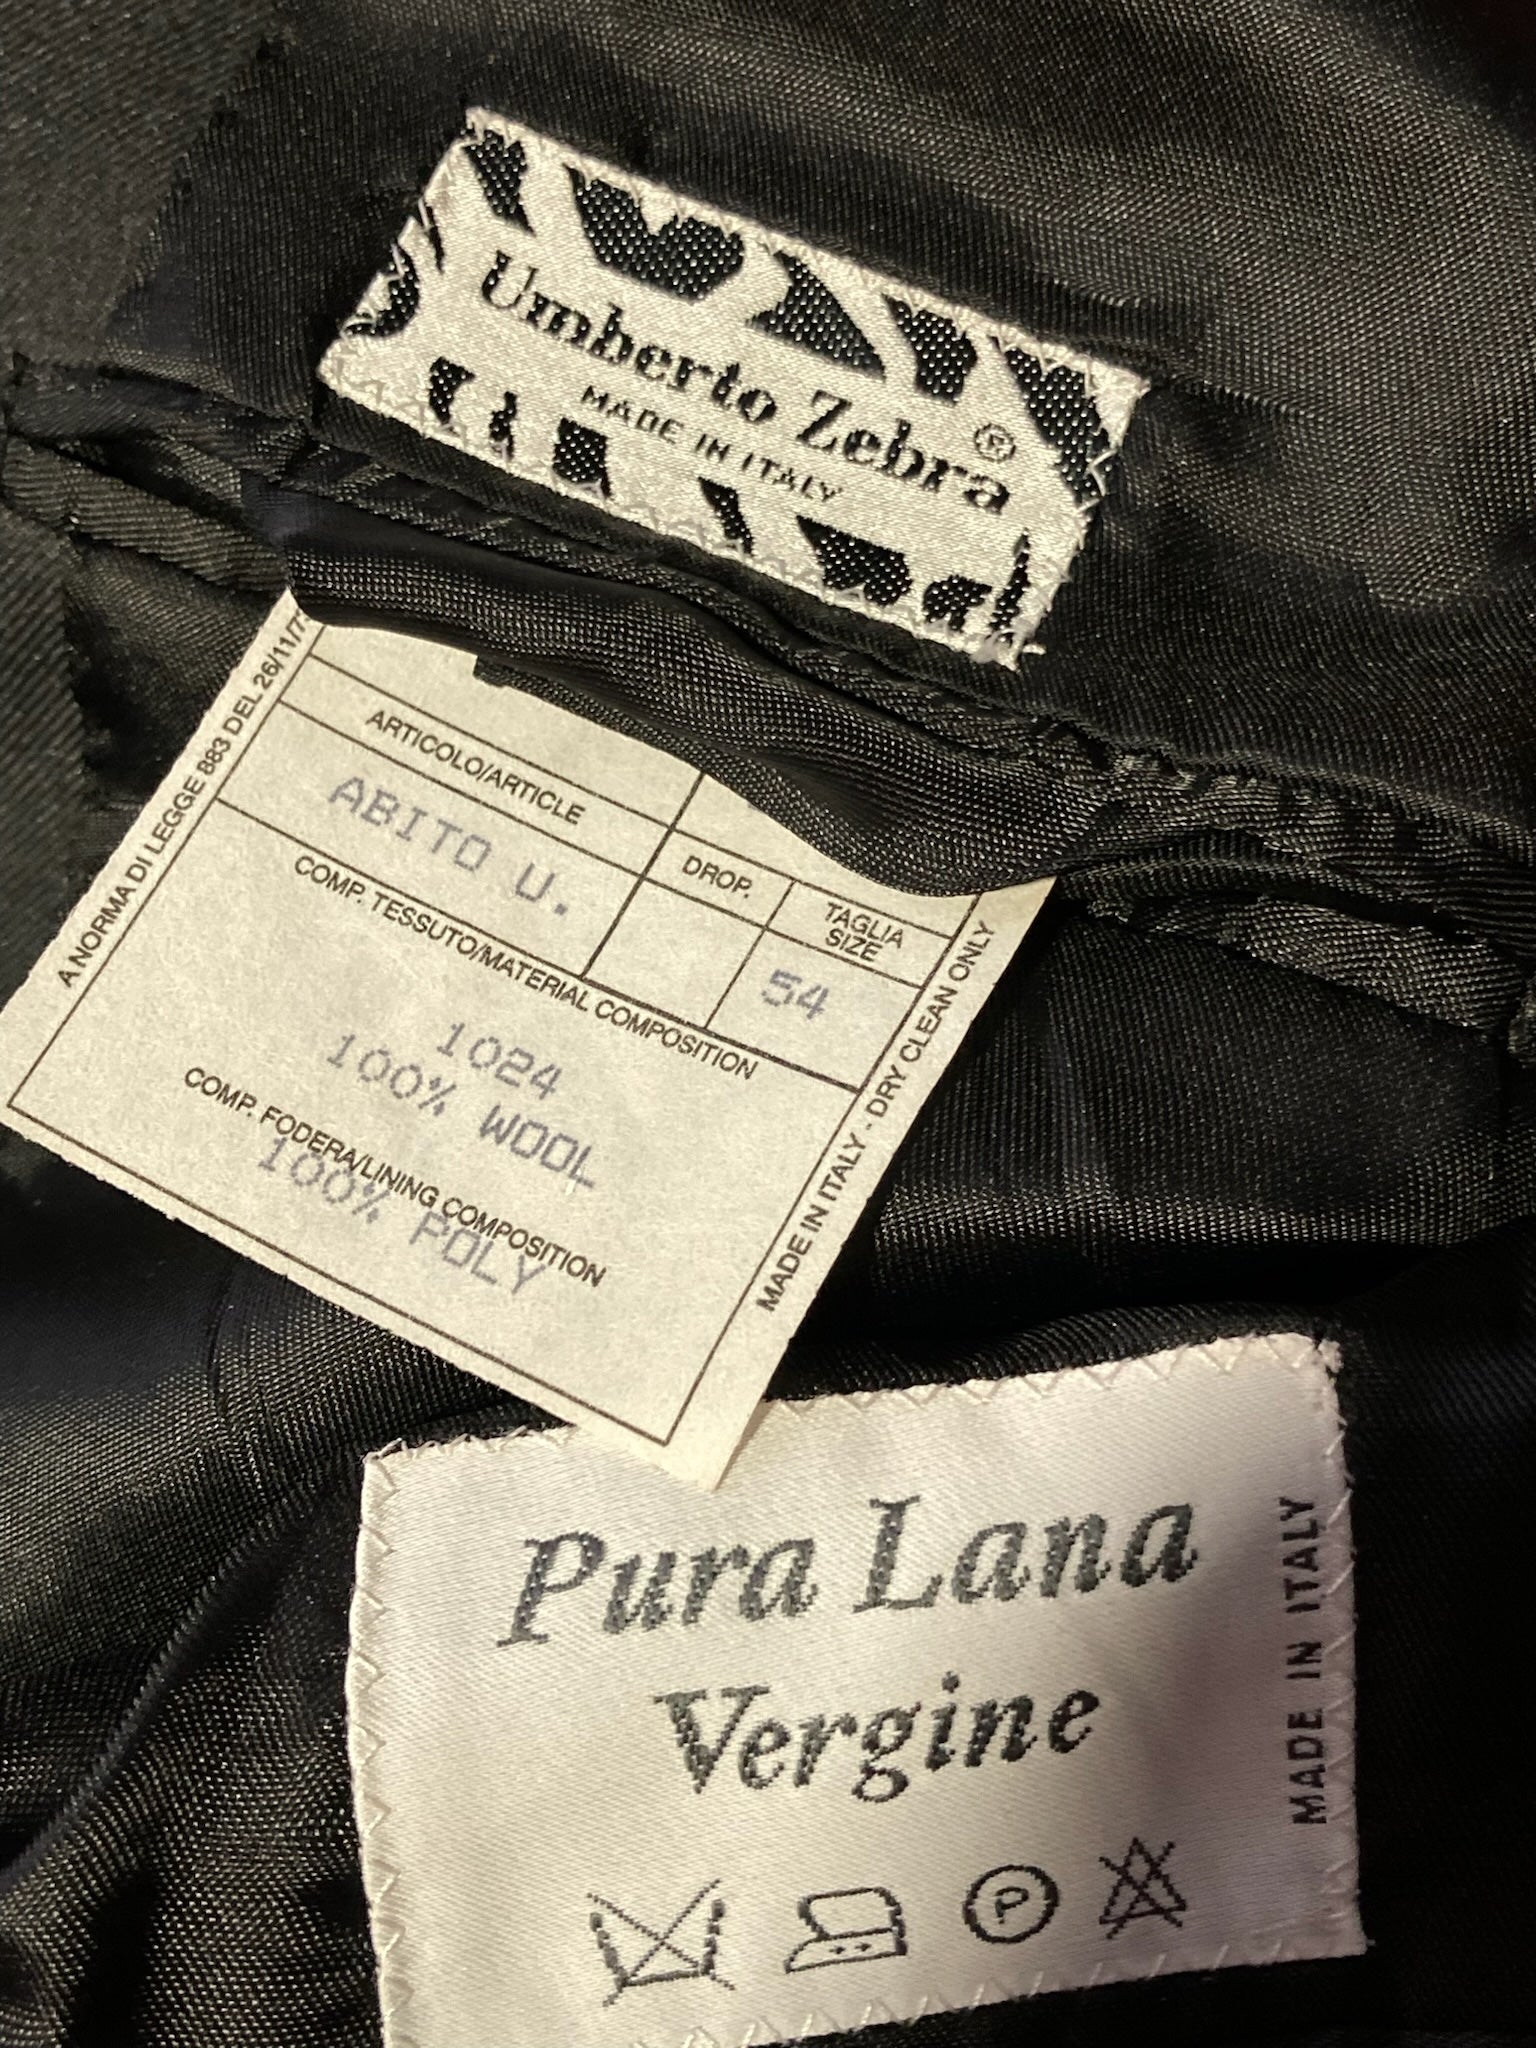 Umberto Zebra ®
MADE IN ITALY
A NORMA DI LEGGE 883 DEL 26/11/7
ARTICOLO/ARTICLE
ABITO U.
DROP.
TAGLIA
SIZE
54
COMP. TESSUTO/MATERIAL COMPOSITION
1024
100% WOOL
COMP. FODERA/LINING COMPOSITION
100% POLY
MADE IN ITALY - DRY CLEAN ONLY
Pura Lana
Vergine
MADE IN ITALY
P